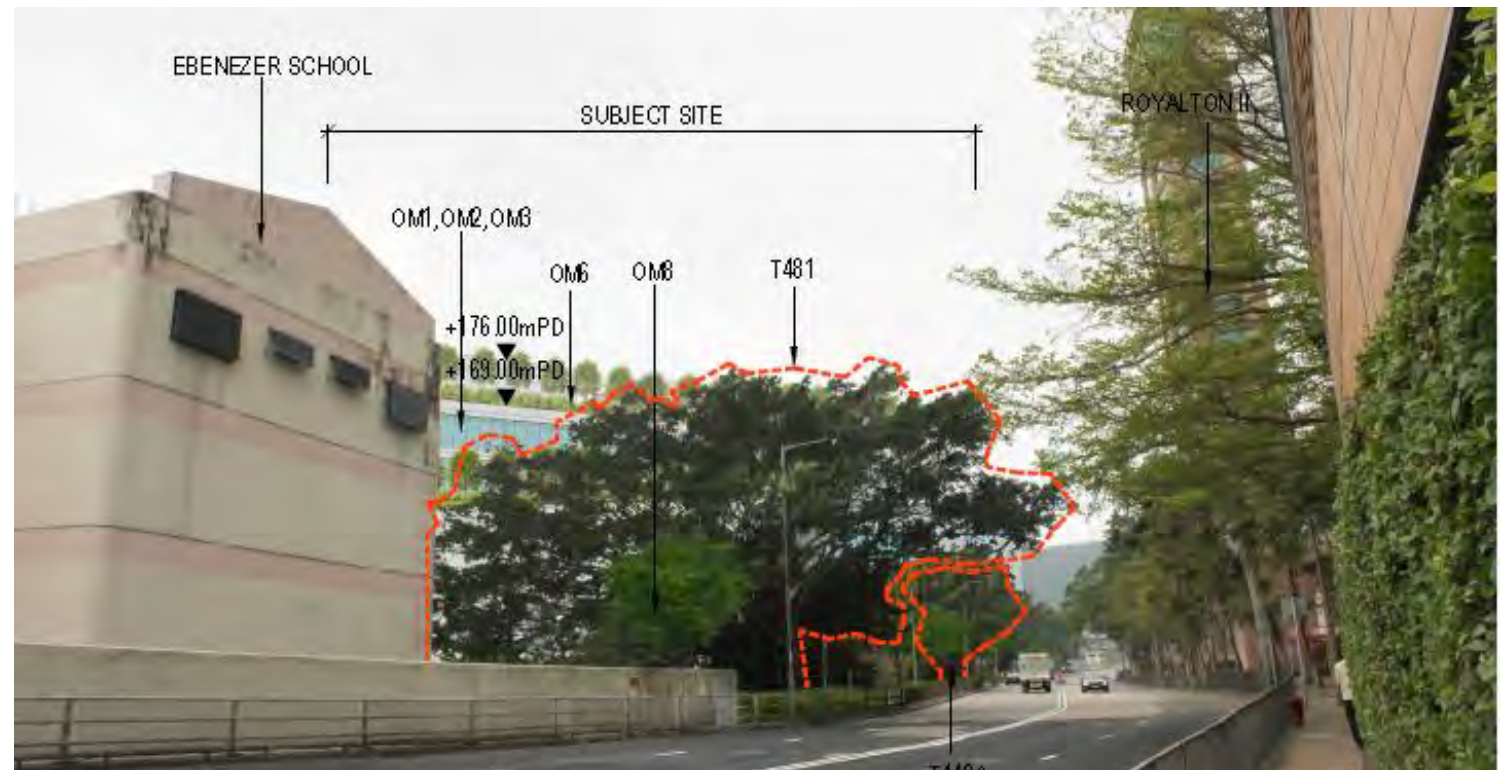 EBENEZER SCHOOL
SUBJECT SITE
ROYALTON II
OM1,OM2,OM3
OM6
OM8
T481
+176.00mPD
+169.00mPD